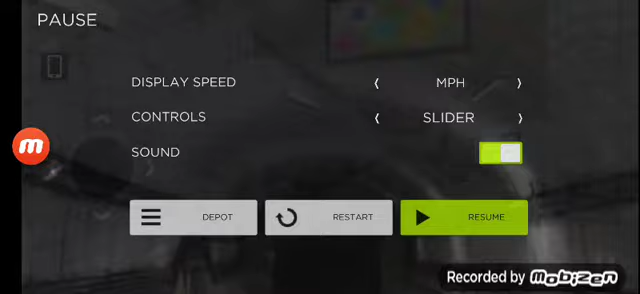 PAUSE
DISPLAY SPEED
MPH
CONTROLS
SLIDER
SOUND
m
DEPOT
RESTART
RESUME
Recorded by mobizen